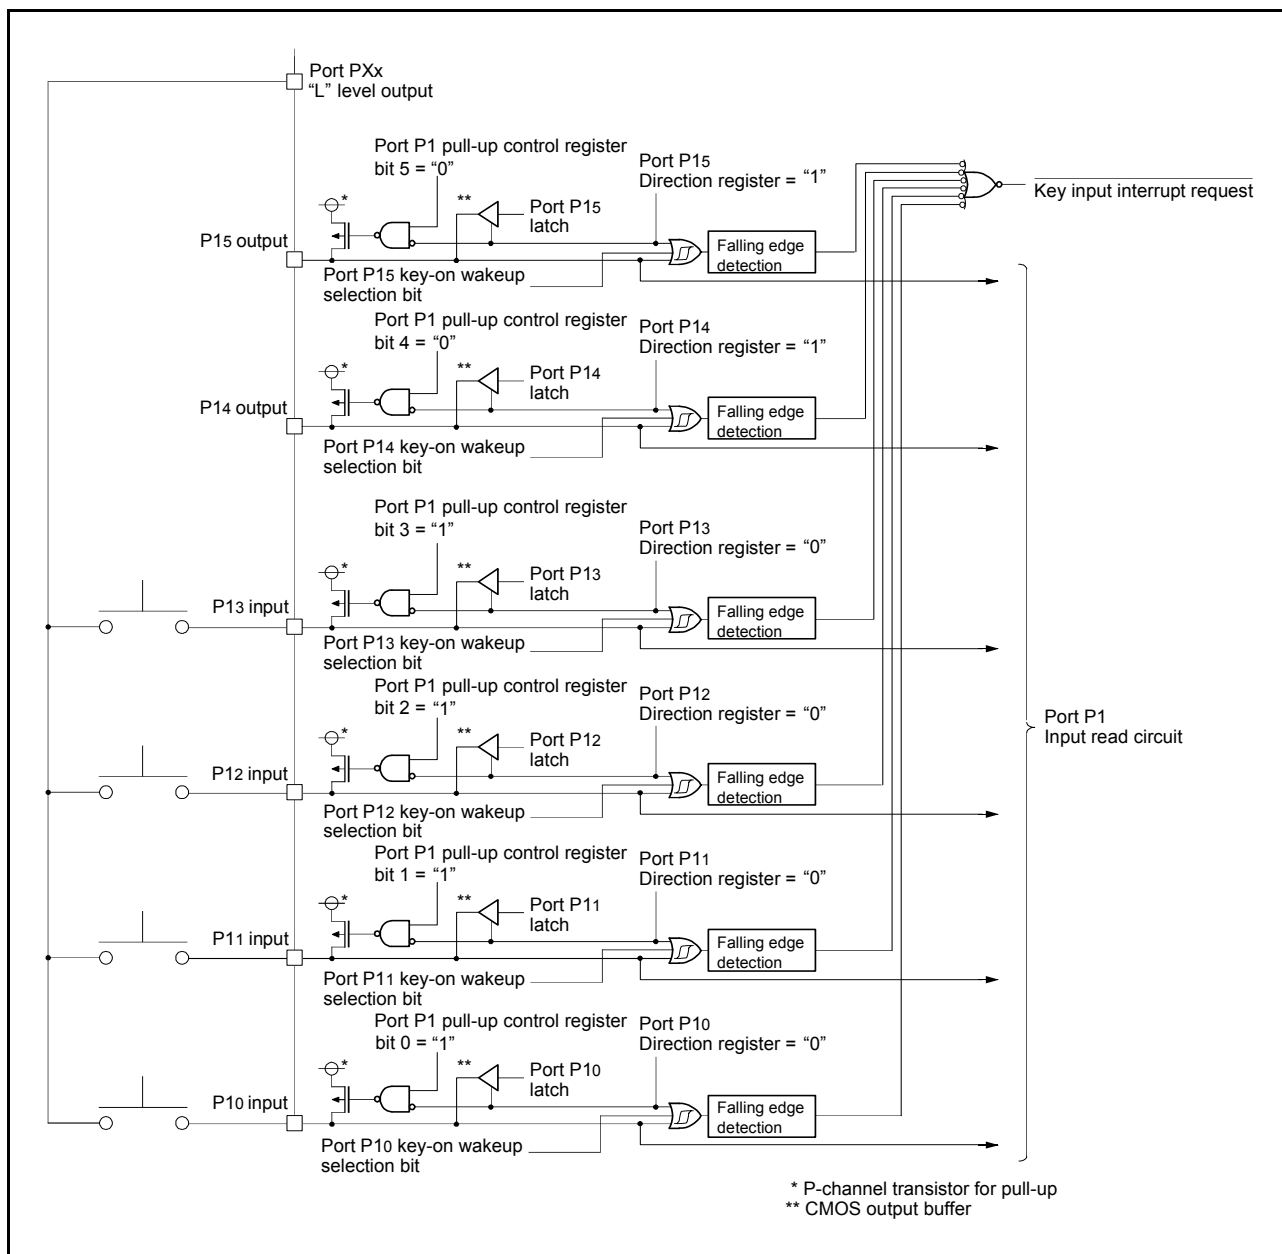 Port PXx
“L” level output
Port P1 pull-up control register
bit 5 = “0”
Port P15
Direction register = “1”
Key input interrupt request
*
**
Port P15
latch
P15 output
Falling edge
detection
Port P15 key-on wakeup
selection bit
Port P1 pull-up control register
bit 4 = “0”
Port P14
Direction register = “1”
*
**
Port P14
latch
P14 output
Falling edge
detection
Port P14 key-on wakeup
selection bit
Port P1 pull-up control register
bit 3 = “1”
Port P13
Direction register = “0”
*
**
Port P13
latch
P13 input
Falling edge
detection
Port P13 key-on wakeup
selection bit
Port P1 pull-up control register
bit 2 = “1”
Port P12
Direction register = “0”
*
**
Port P12
latch
P12 input
Falling edge
detection
Port P12 key-on wakeup
selection bit
Port P1
Input read circuit
Port P1 pull-up control register
bit 1 = “1”
Port P11
Direction register = “0”
*
**
Port P11
latch
P11 input
Falling edge
detection
Port P11 key-on wakeup
selection bit
Port P1 pull-up control register
bit 0 = “1”
Port P10
Direction register = “0”
*
**
Port P10
latch
P10 input
Falling edge
detection
Port P10 key-on wakeup
selection bit
* P-channel transistor for pull-up
** CMOS output buffer